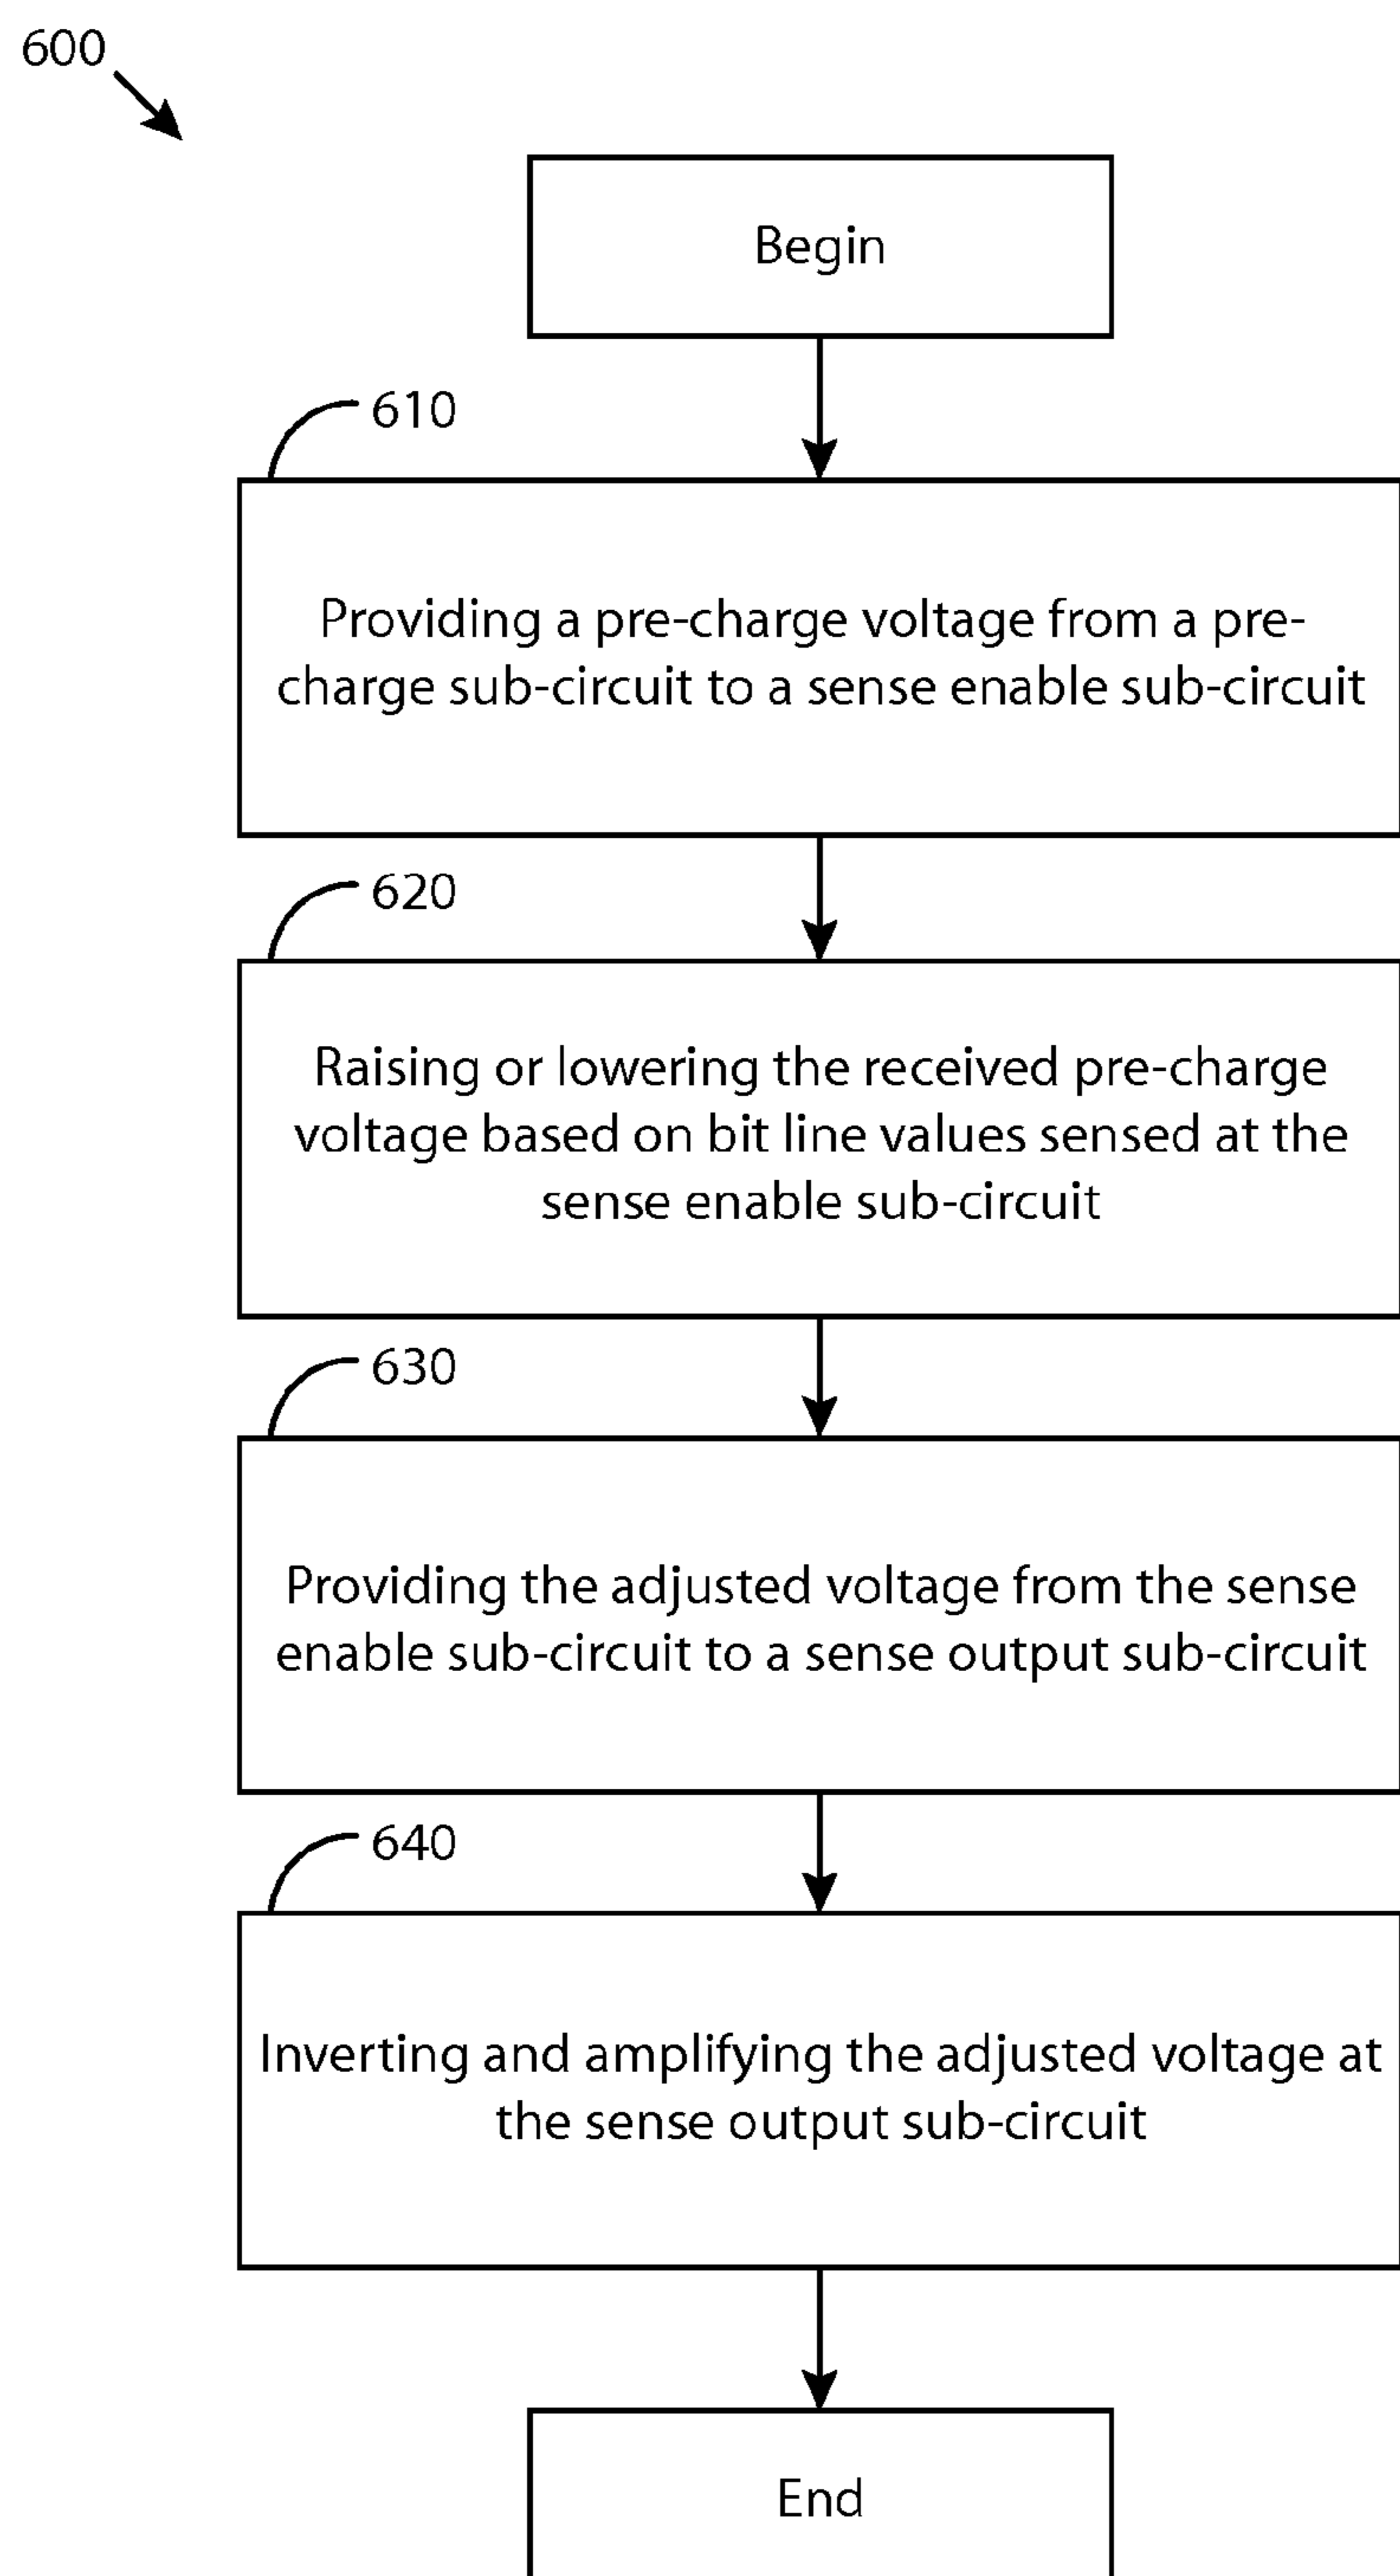 600
Begin
610
Providing a pre-charge voltage from a pre-
charge sub-circuit to a sense enable sub-circuit
620
Raising or lowering the received pre-charge
voltage based on bit line values sensed at the
sense enable sub-circuit
630
Providing the adjusted voltage from the sense
enable sub-circuit to a sense output sub-circuit
640
Inverting and amplifying the adjusted voltage at
the sense output sub-circuit
End